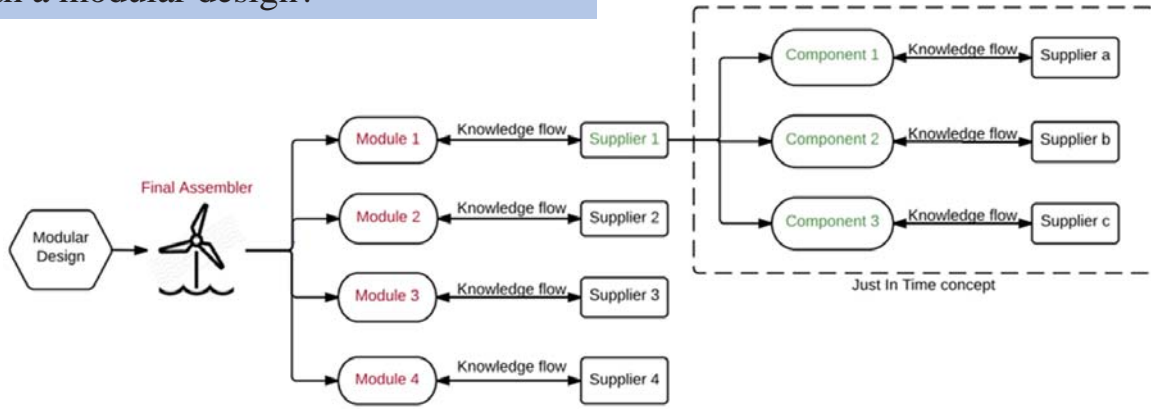 a modular design?
Component 1
Knowledge flow
Supplier a
Module 1
Knowledge flow
Supplier 1
Component 2
Knowledge flow
Supplier b
Final Assembler
Modular
Design
Module 2
Knowledge flow
Supplier 2
Component 3
Knowledge flow
Supplier c
Just In Time concept
Module 3
Knowledge flow
Supplier 3
Module 4
Knowledge flow
Supplier 4